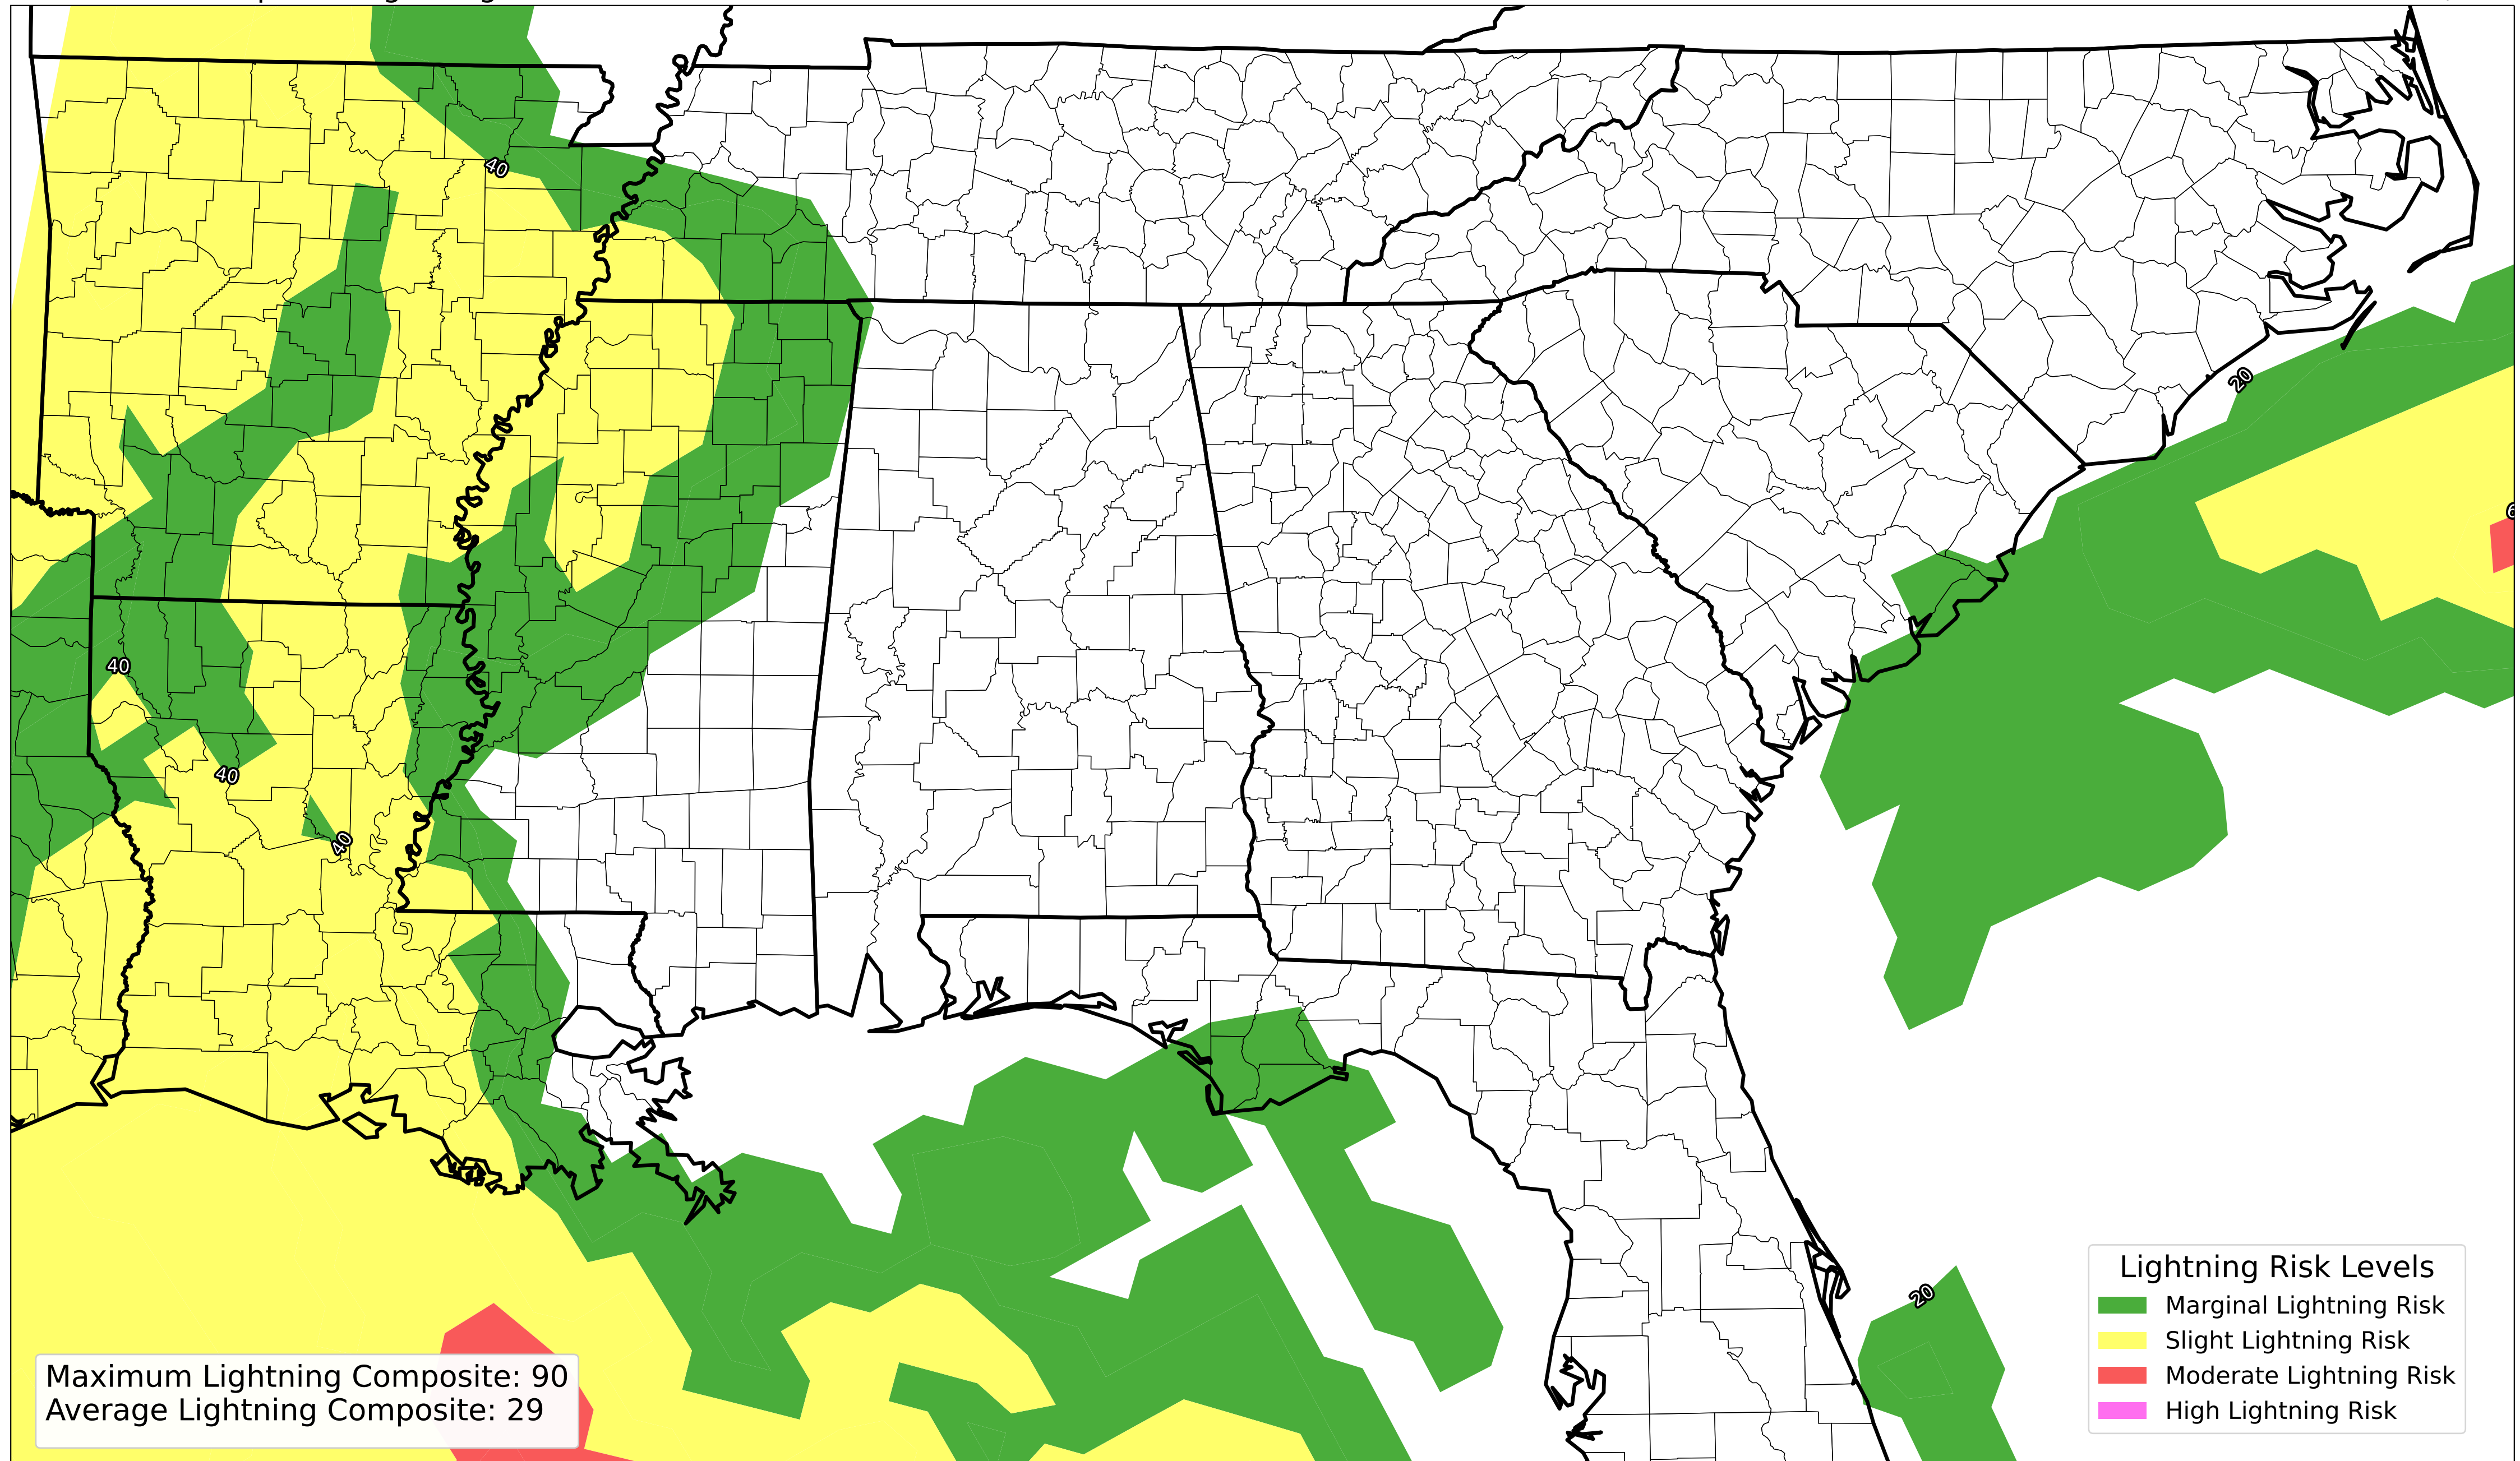 40
20
40
40
40
20
Lightning Risk Levels
Marginal Lightning Risk
Slight Lightning Risk
Moderate Lightning Risk
High Lightning Risk
Maximum Lightning Composite: 90
Average Lightning Composite: 29